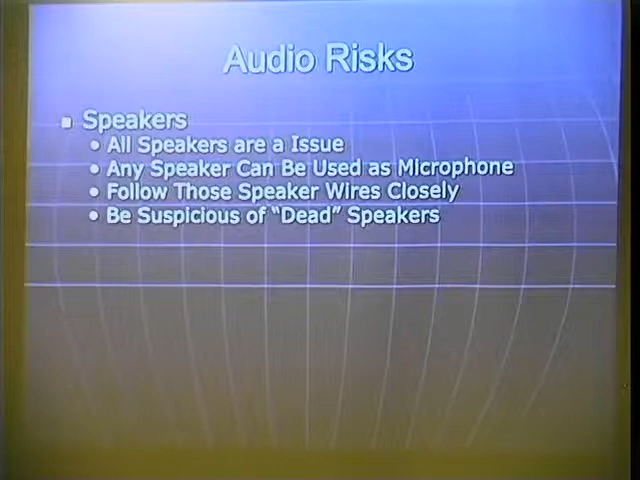 Audio Risks
Speakers
All Speakers are a Issue
Any Speaker Can Be Used as Microphone
Follow Those Speaker Wires Closely
Be Suspicious of “Dead” Speakers